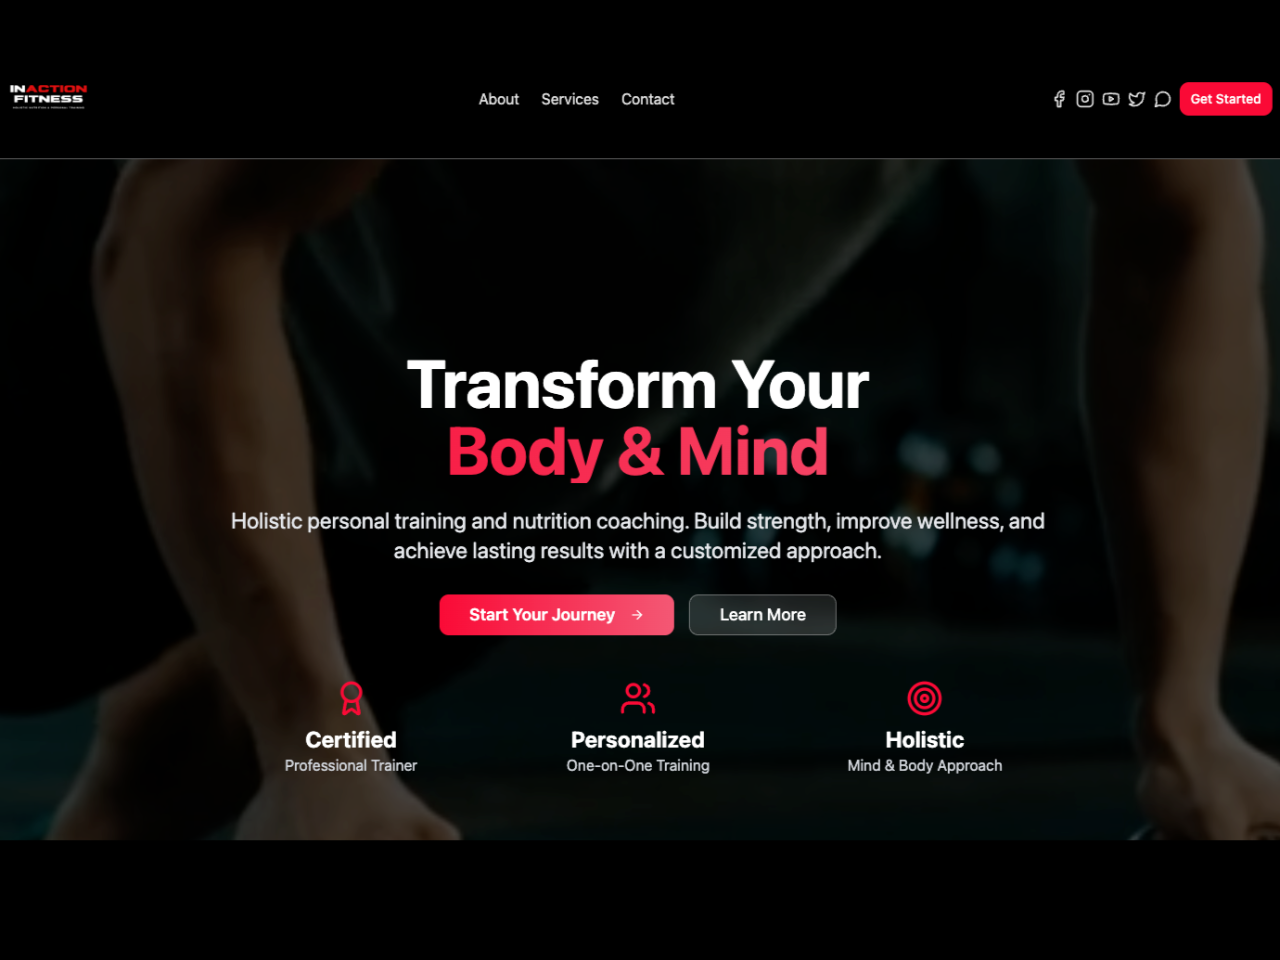 INACTION
FITNESS
About
Services
Contact
Get Started
Transform Your
Body & Mind
Holistic personal training and nutrition coaching. Build strength, improve wellness, and
achieve lasting results with a customized approach.
Start Your Journey
Learn More
Certified
Professional Trainer
Personalized
One-on-One Training
Holistic
Mind & Body Approach